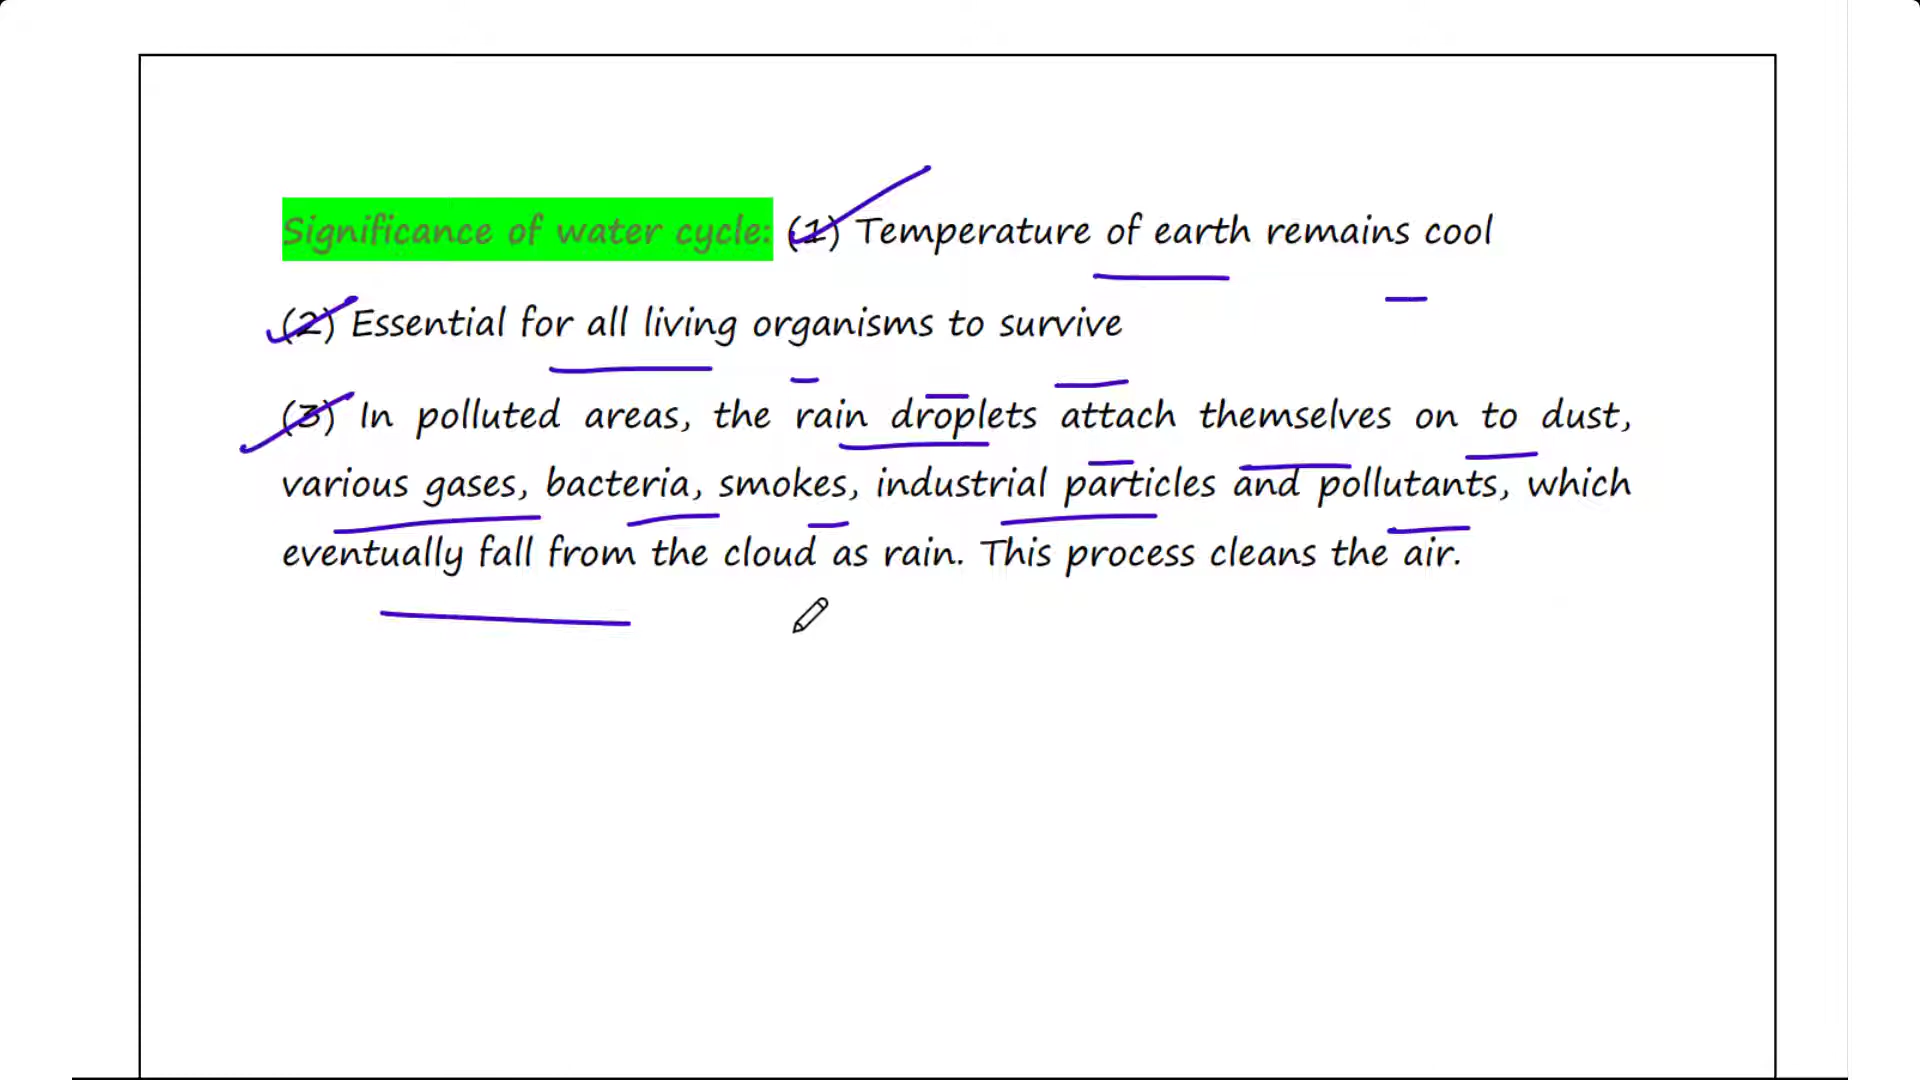 Significance of water cycle: (1) Temperature of earth remains cool
(2) Essential for all living organisms to survive
(3) In polluted areas, the rain droplets attach themselves on to dust,
various gases, bacteria, smokes, industrial particles and pollutants, which
eventually fall from the cloud as rain. This process cleans the air.